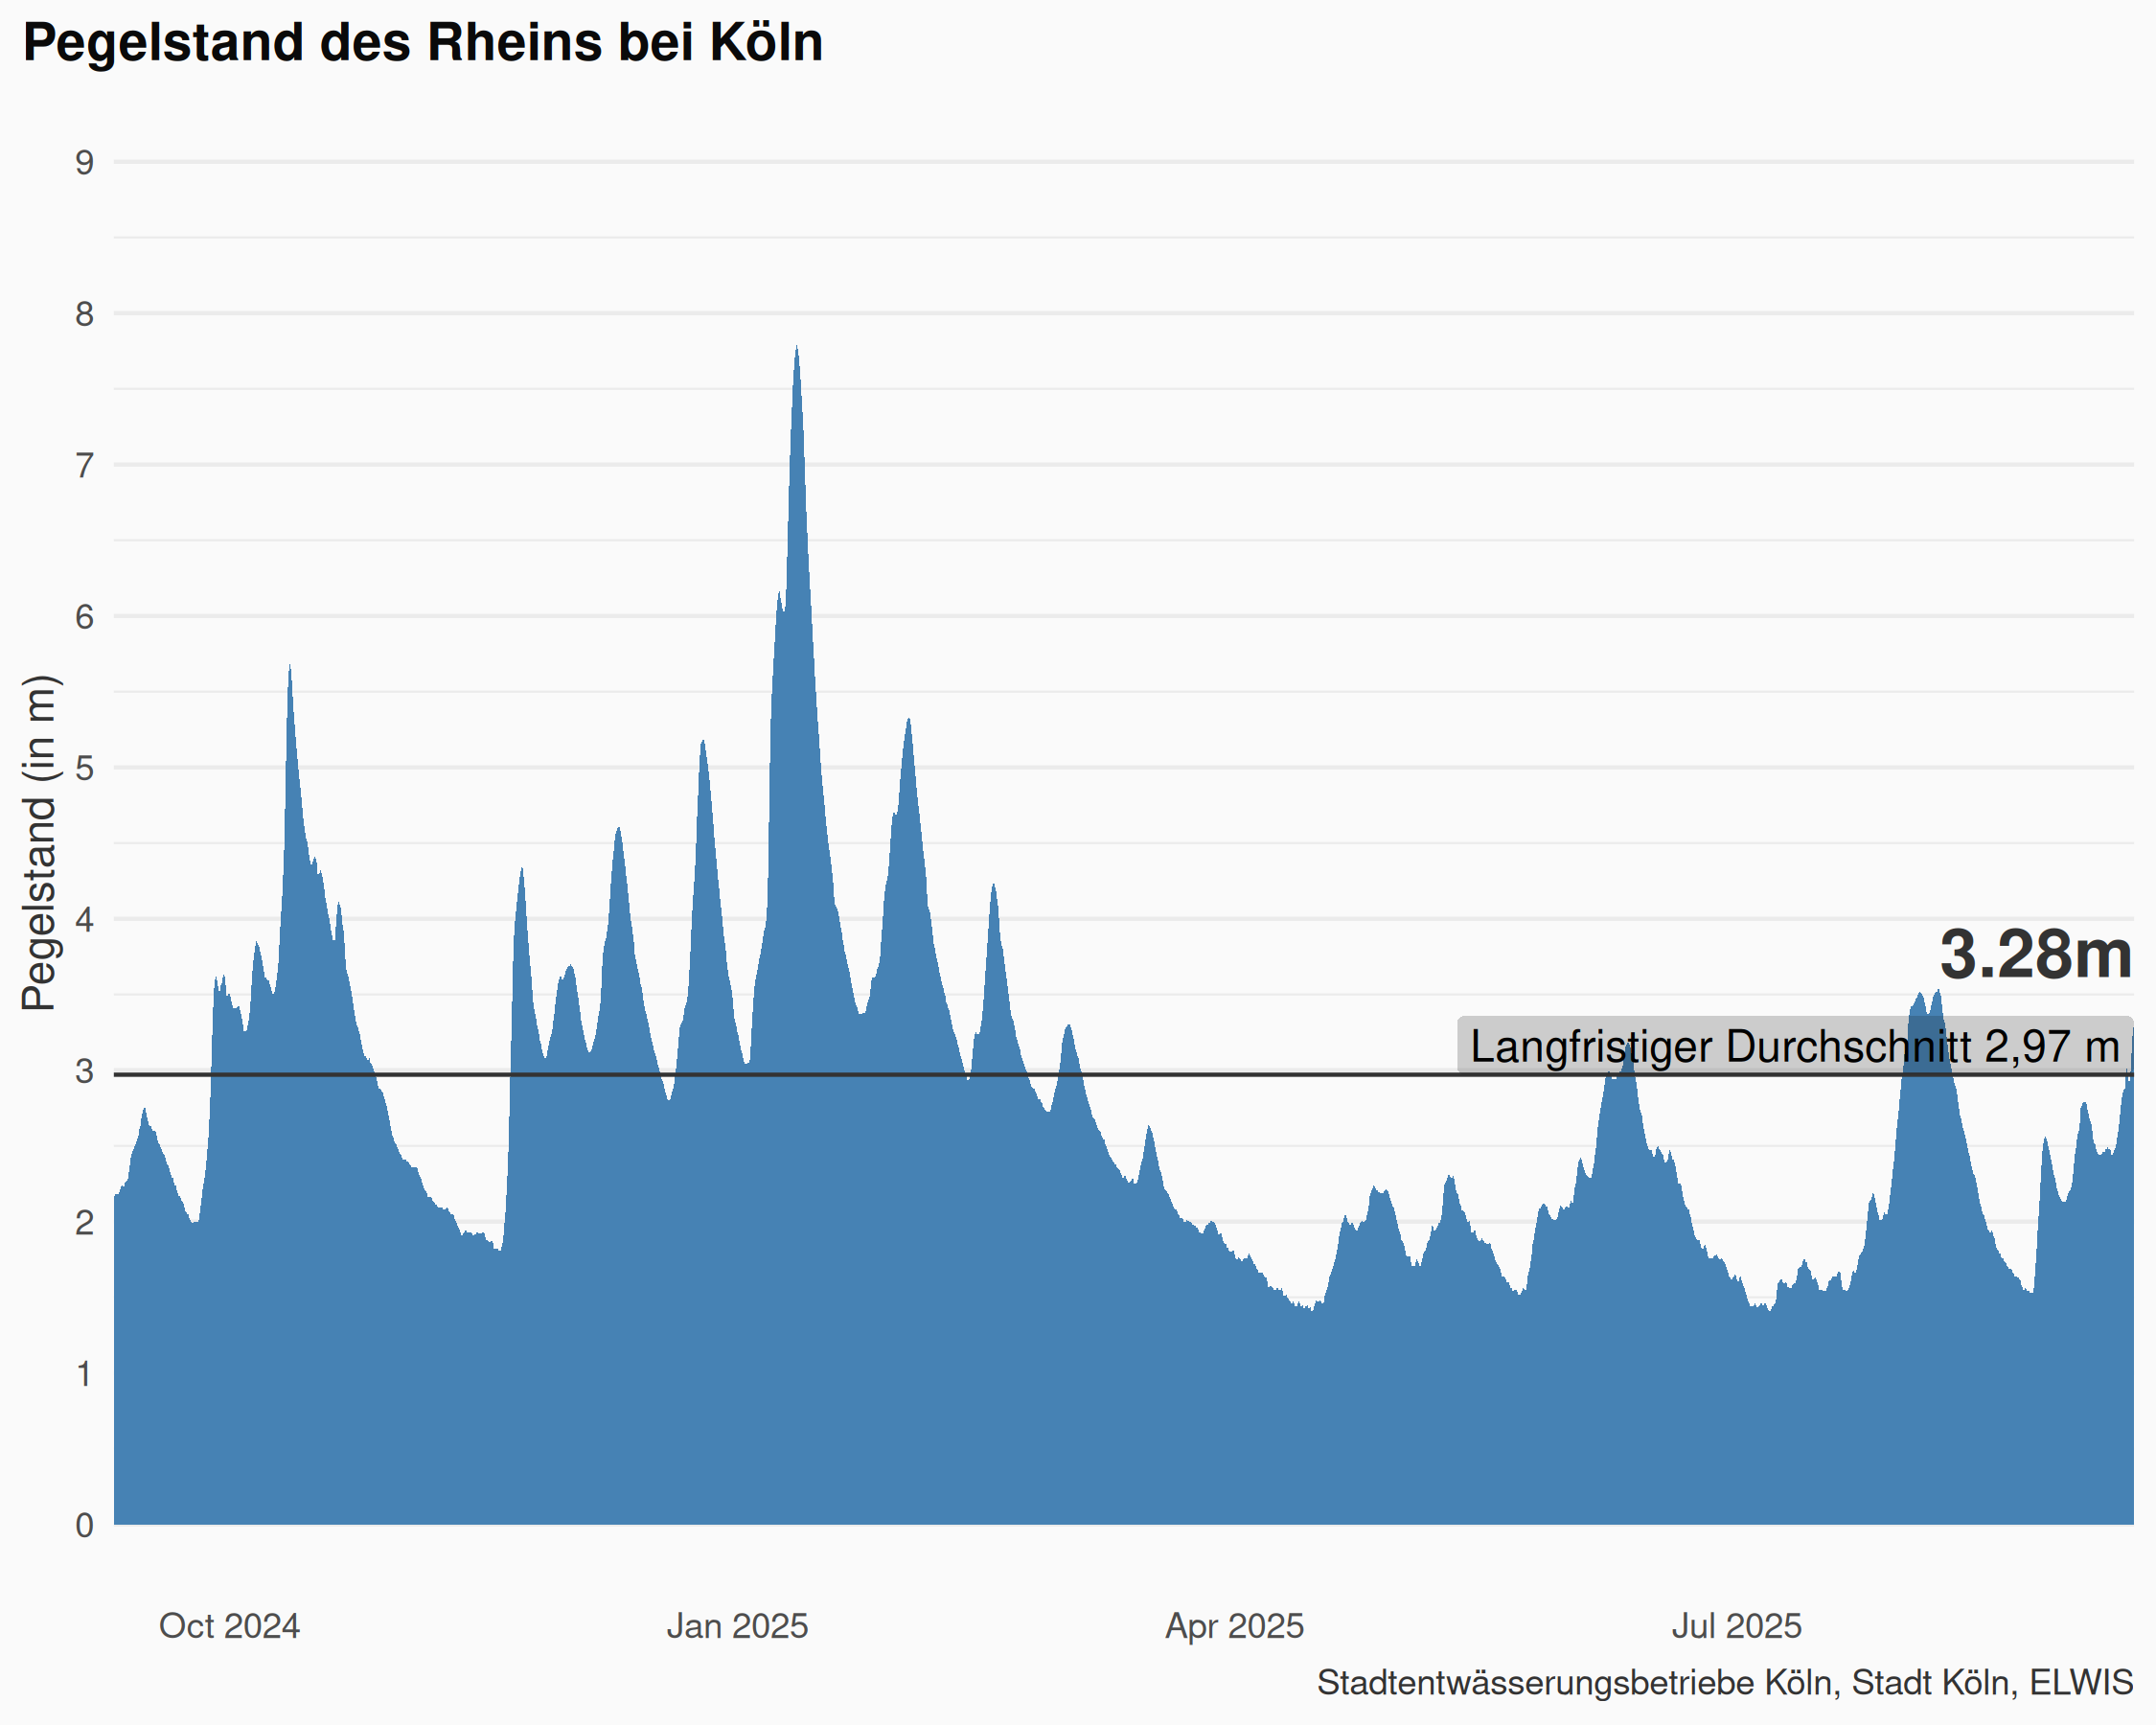 Pegelstand des Rheins bei Köln
Pegelstand (in m)
9
8
7
6
5
4
3
2
1
0
3.28m
Langfristiger Durchschnitt 2,97 m
Oct 2024
Jan 2025
Apr 2025
Jul 2025
Stadtentwässerungsbetriebe Köln, Stadt Köln, ELWIS